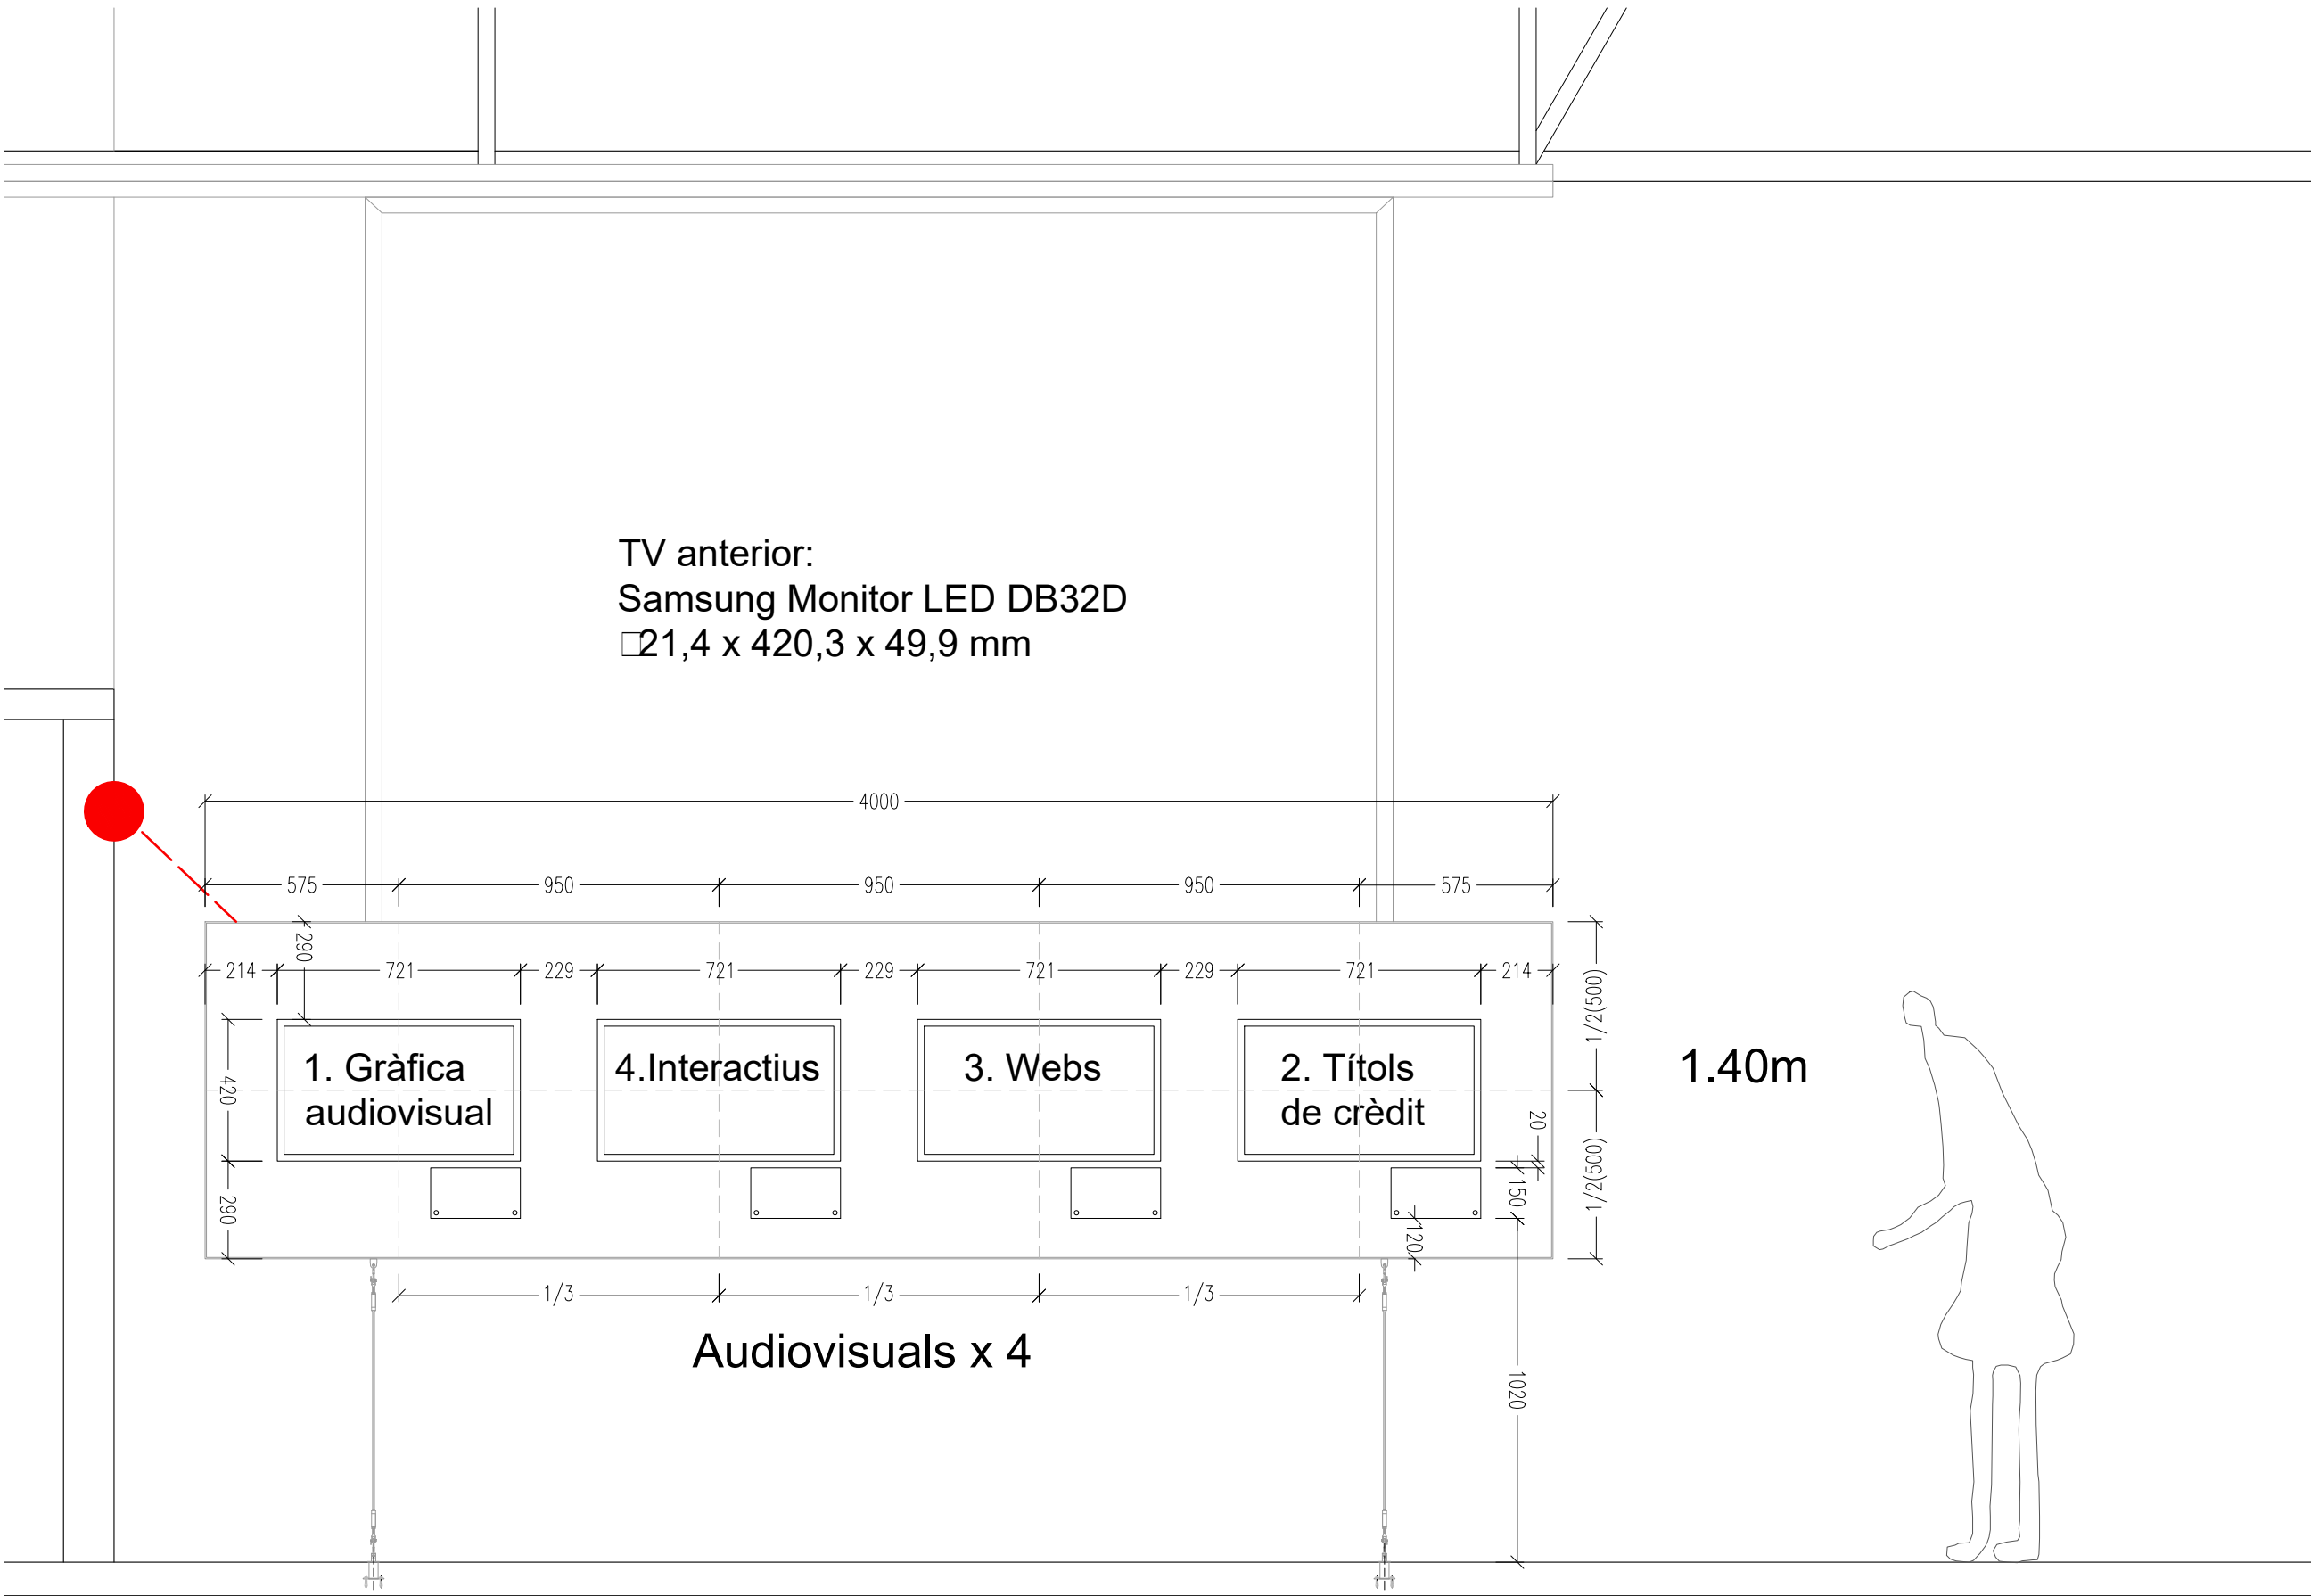 TV anterior:
Samsung Monitor LED DB32D
□21,4 x 420,3 x 49,9 mm
4000
575 950 950 950 575
290
214 721 229 721 229 721 229 721 214
1/2(500)
1. Gràfica
audiovisual
4.Interactius
3. Webs
2. Títols
de crèdit
1.40m
420
20
1/2(500)
150
290
120
1/3 1/3 1/3
Audiovisuals x 4
1020